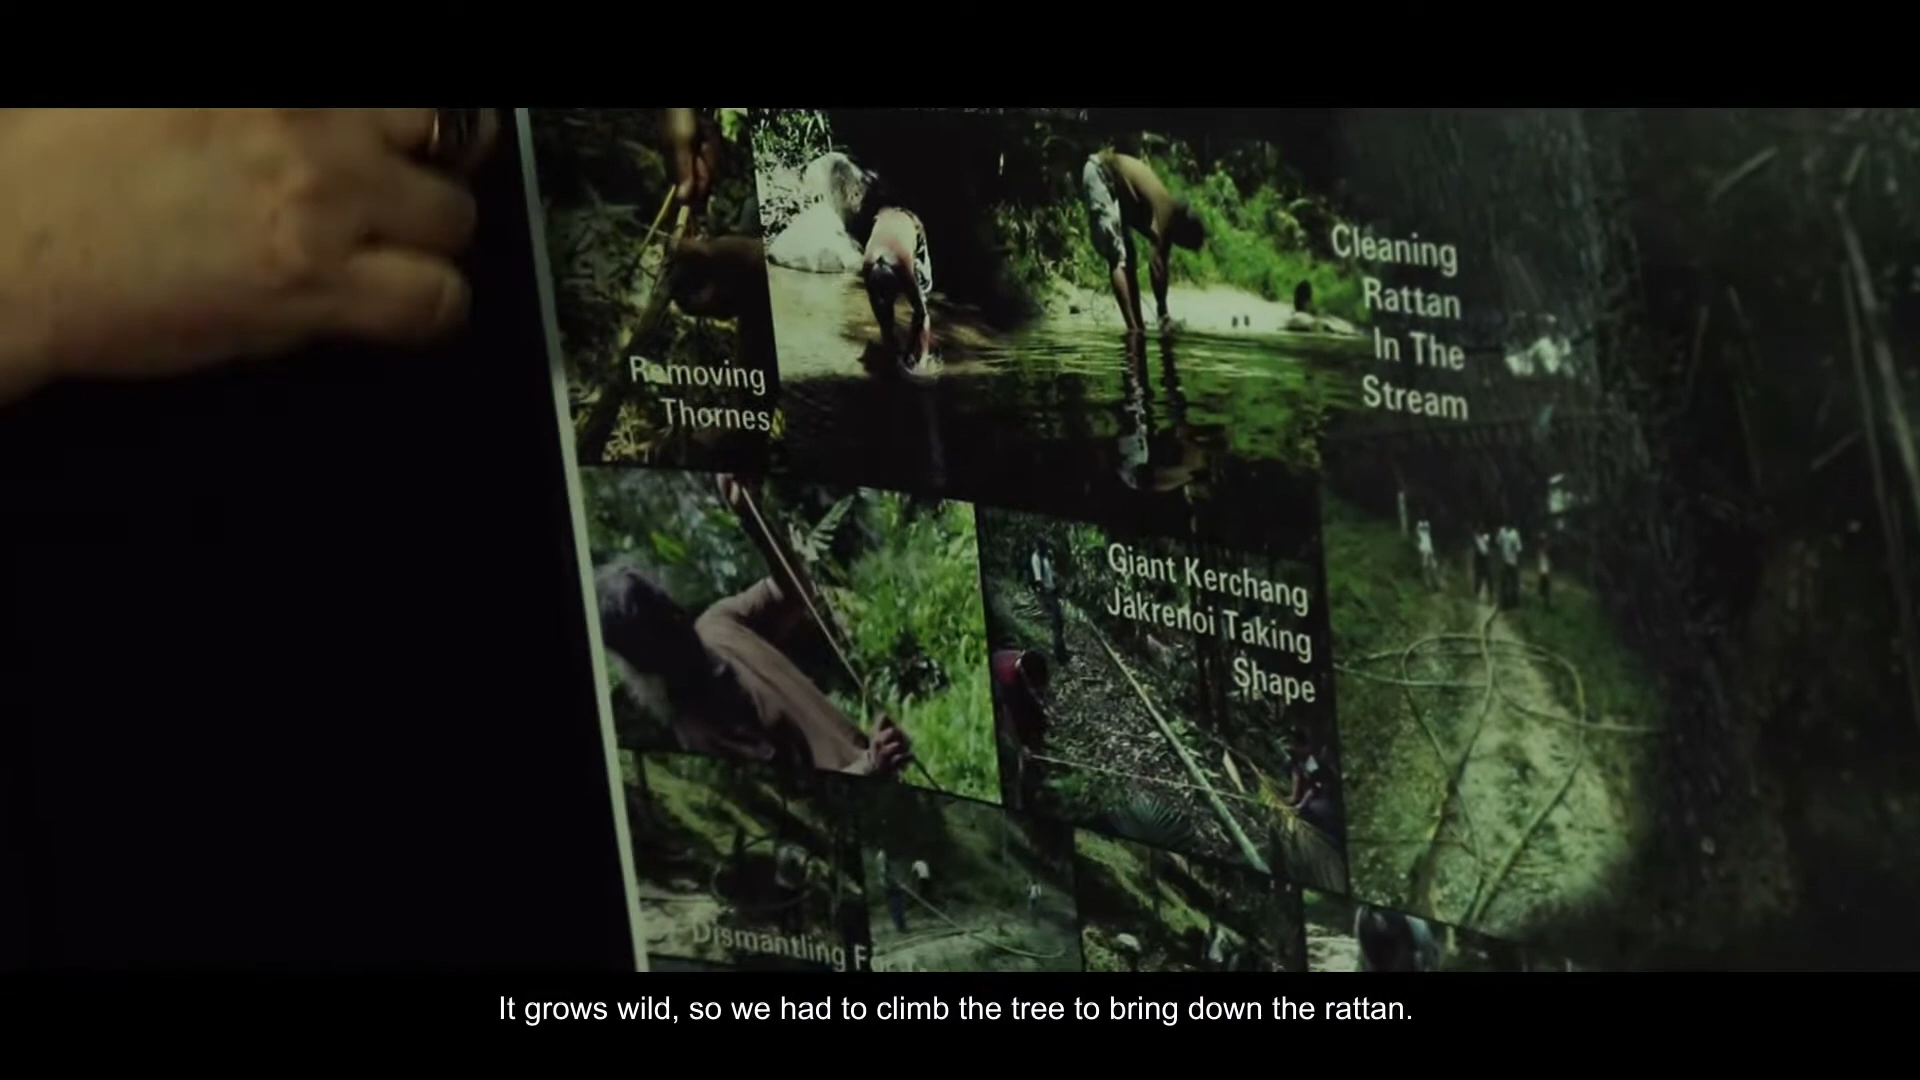 Cleaning
Rattan
In The
Stream
Removing
Thornes
Giant Kerchang
Jakrenoi Taking
Shape
Dismantling
It grows wild, so we had to climb the tree to bring down the rattan.